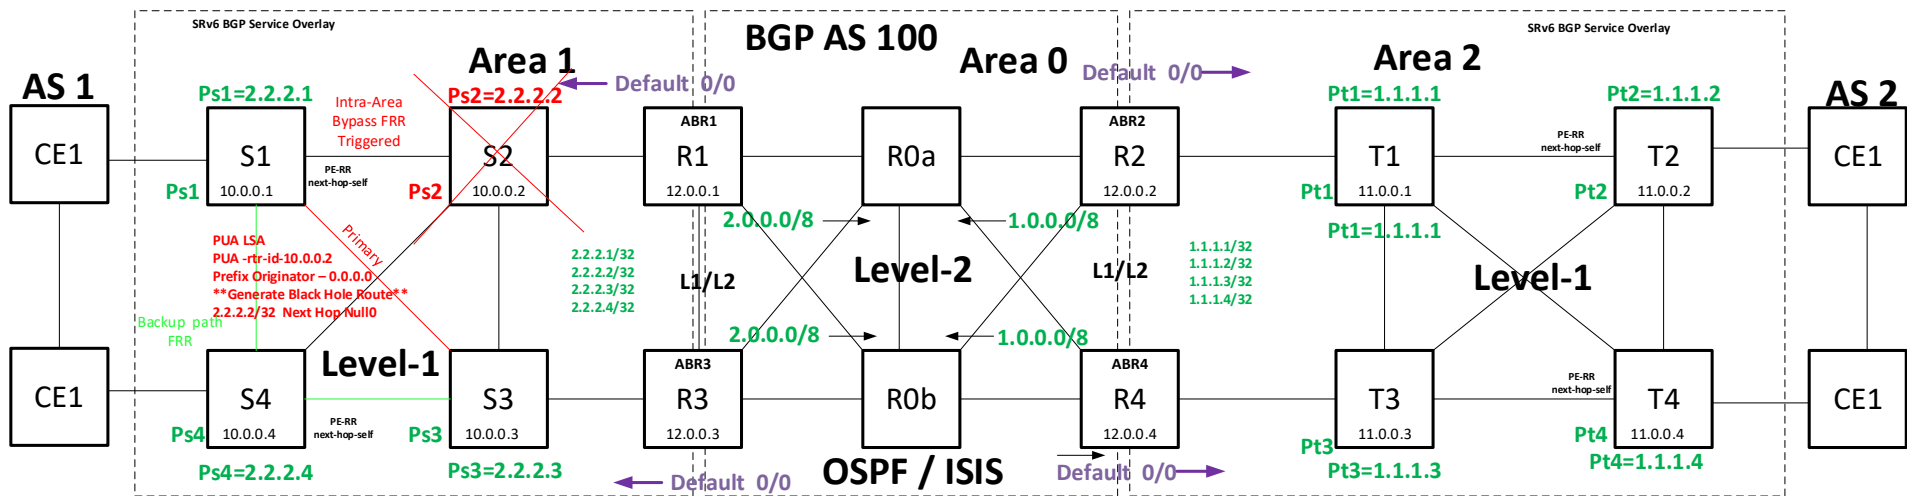 SRv6 BGP Service Overlay
BGP AS 100
SRv6 BGP Service Overlay
Area 1
Area 0
Area 2
Default 0/0
Default 0/0
AS 1
Ps1=2.2.2.1
Ps2=2.2.2.2
Pt1=1.1.1.1
Pt2=1.1.1.2
AS 2
Intra-Area
Bypass FRR
Triggered
CE1
S1
10.0.0.1
PE-RR
next-hop-self
S2
10.0.0.2
ABR1
R1
12.0.0.1
R0a
ABR2
R2
12.0.0.2
T1
11.0.0.1
PE-RR
next-hop-self
T2
11.0.0.2
CE1
Ps1
Ps2
Pt1
Pt2
2.0.0.0/8
1.0.0.0/8
Pt1=1.1.1.1
Primary
PUA LSA
PUA -rtr-id-10.0.0.2
Prefix Originator – 0.0.0.0
**Generate Black Hole Route**
2.2.2.2/32 Next Hop Null0
2.2.2.1/32
2.2.2.2/32
2.2.2.3/32
2.2.2.4/32
L1/L2
Level-2
L1/L2
1.1.1.1/32
1.1.1.2/32
1.1.1.3/32
1.1.1.4/32
Level-1
Backup path
FRR
Level-1
2.0.0.0/8
1.0.0.0/8
CE1
S4
10.0.0.4
PE-RR
next-hop-self
S3
10.0.0.3
ABR3
R3
12.0.0.3
R0b
ABR4
R4
12.0.0.4
T3
11.0.0.3
PE-RR
next-hop-self
T4
11.0.0.4
CE1
Ps4
Ps3
Pt3
Pt4
Ps4=2.2.2.4
Ps3=2.2.2.3
Default 0/0
OSPF / ISIS
Default 0/0
Pt3=1.1.1.3
Pt4=1.1.1.4